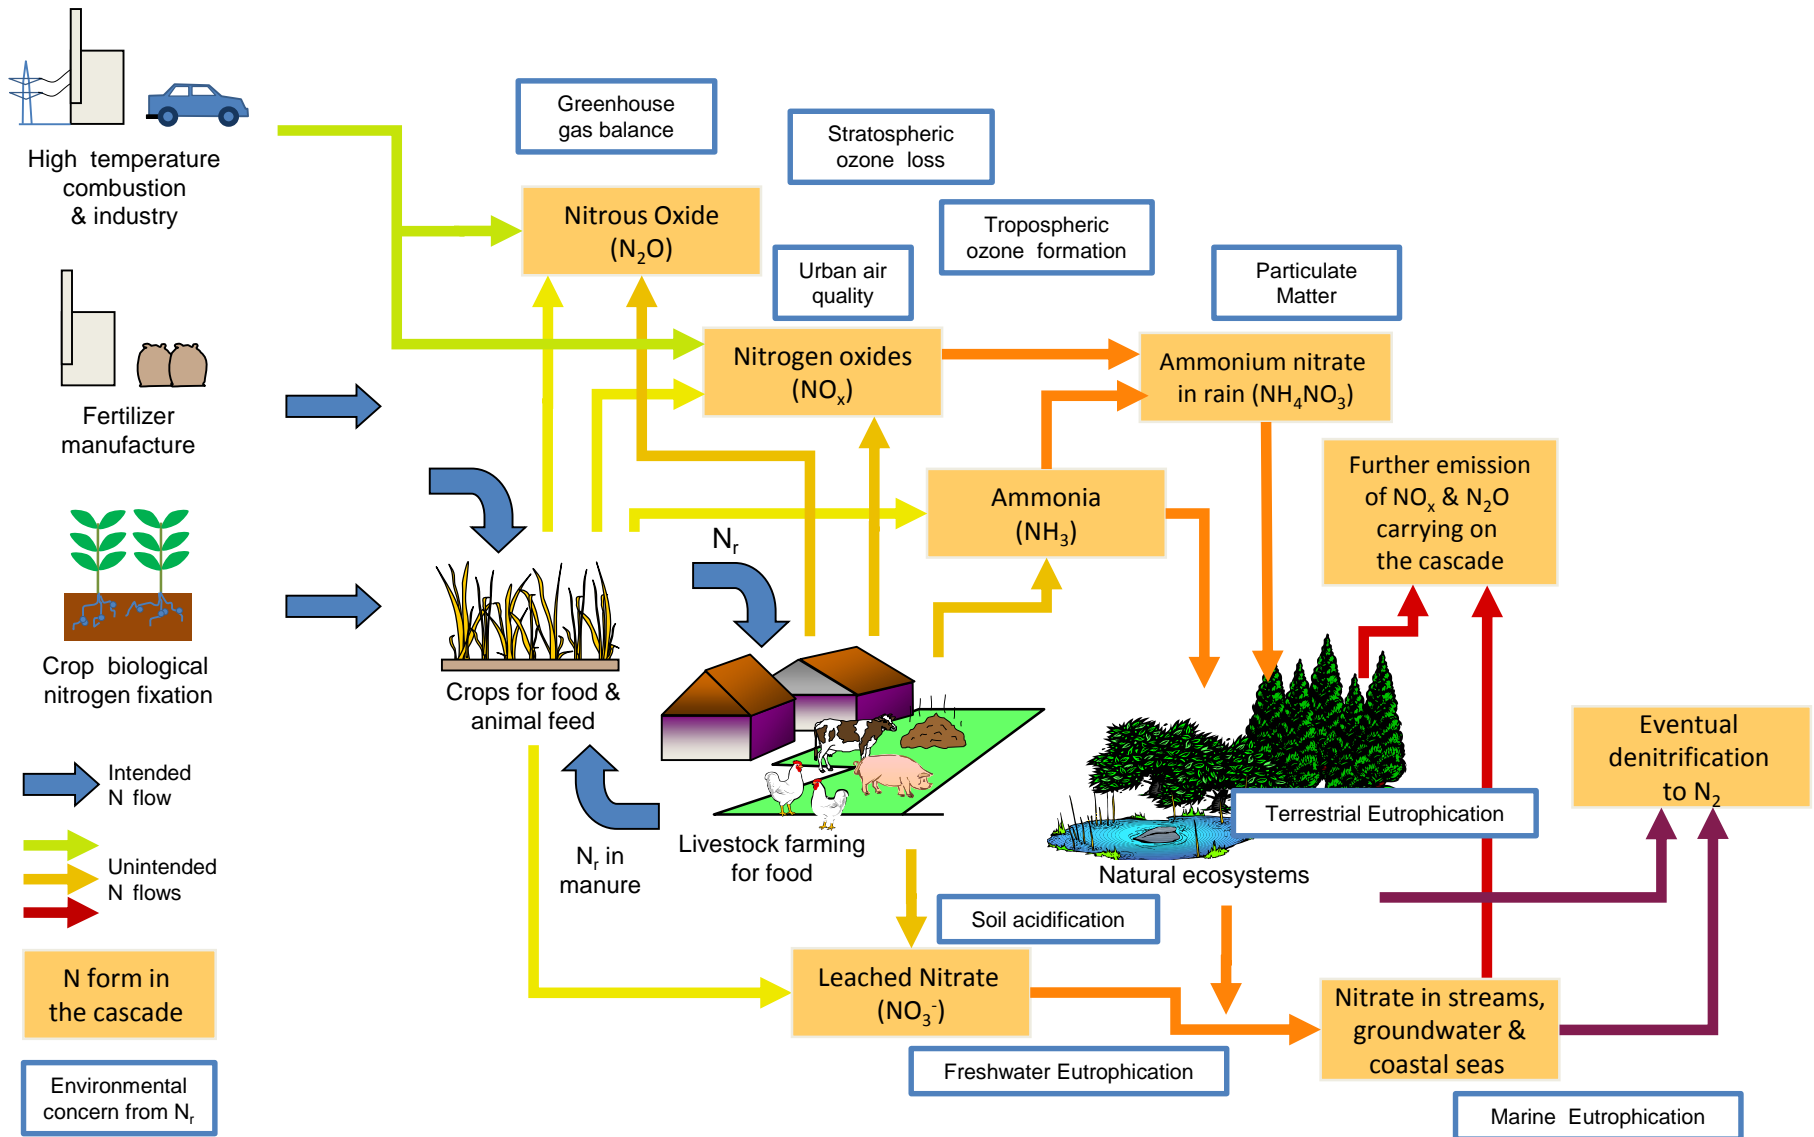 High temperature
combustion
& industry
Fertilizer
manufacture
Crop biological
nitrogen fixation
Intended
N flow
Unintended
N flows
N form in
the cascade
Environmental
concern from Nᵣ
Greenhouse
gas balance
Stratospheric
ozone loss
Nitrous Oxide
(N₂O)
Tropospheric
ozone formation
Urban air
quality
Particulate
Matter
Nitrogen oxides
(NOₓ)
Ammonium nitrate
in rain (NH₄NO₃)
Ammonia
(NH₃)
Further emission
of NOₓ & N₂O
carrying on
the cascade
Nᵣ
Crops for food &
animal feed
Nᵣ in
manure
Livestock farming
for food
Eventual
denitrification
to N₂
Terrestrial Eutrophication
Natural ecosystems
Soil acidification
Leached Nitrate
(NO₃⁻)
Nitrate in streams,
groundwater &
coastal seas
Freshwater Eutrophication
Marine Eutrophication